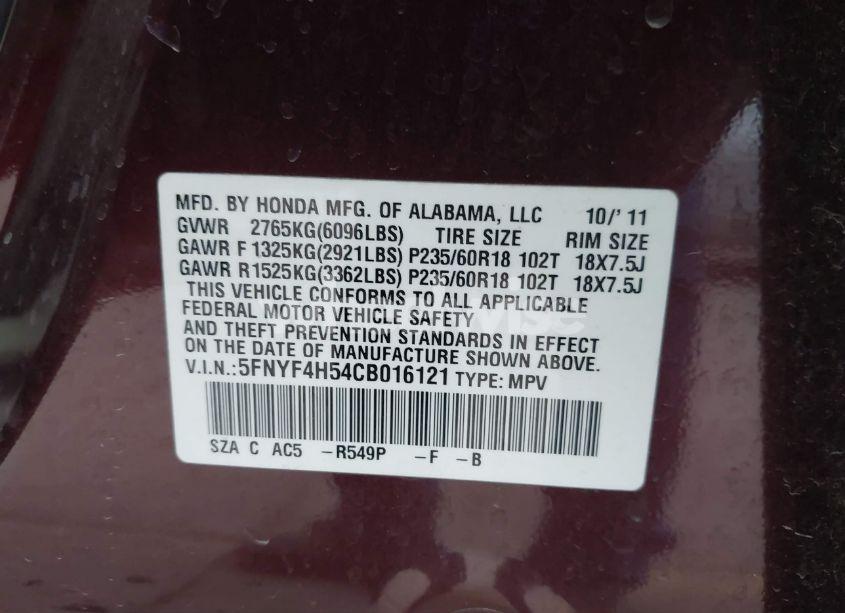 MFD. BY HONDA MFG. OF ALABAMA, LLC 10/' 11
GVWR 2765KG(6096LBS) TIRE SIZE RIM SIZE
GAWR F 1325KG(2921LBS) P235/60R18 102T 18X7.5J
GAWR R1525KG(3362LBS) P235/60R18 102T 18X7.5J
THIS VEHICLE CONFORMS TO ALL APPLICABLE
FEDERAL MOTOR VEHICLE SAFETY
AND THEFT PREVENTION STANDARDS IN EFFECT
ON THE DATE OF MANUFACTURE SHOWN ABOVE.
V.I.N.:5FNYF4H54CB016121 TYPE: MPV
SZA C AC5 -R549P -F -B